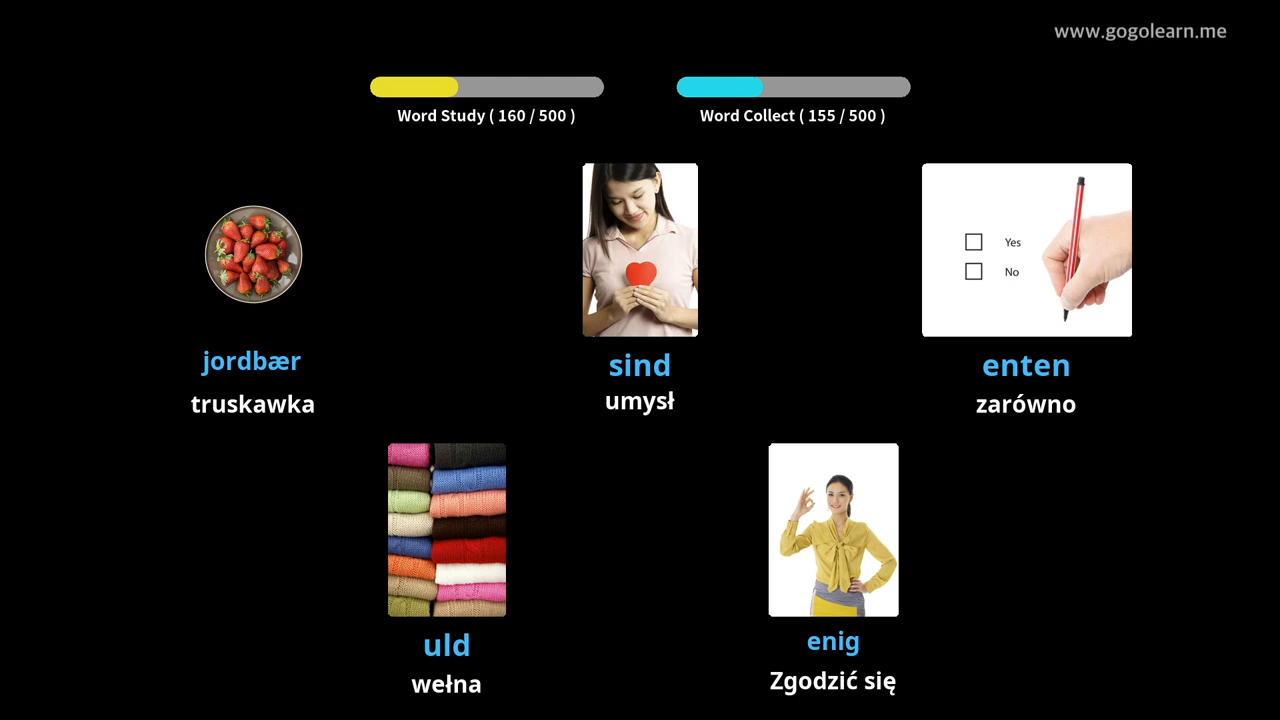 www.gogolearn.me
Word Study ( 160 / 500 )
Word Collect ( 155 / 500 )
Yes
No
jordbær
truskawka
sind
umysł
enten
zarówno
uld
wełna
enig
Zgodzić się